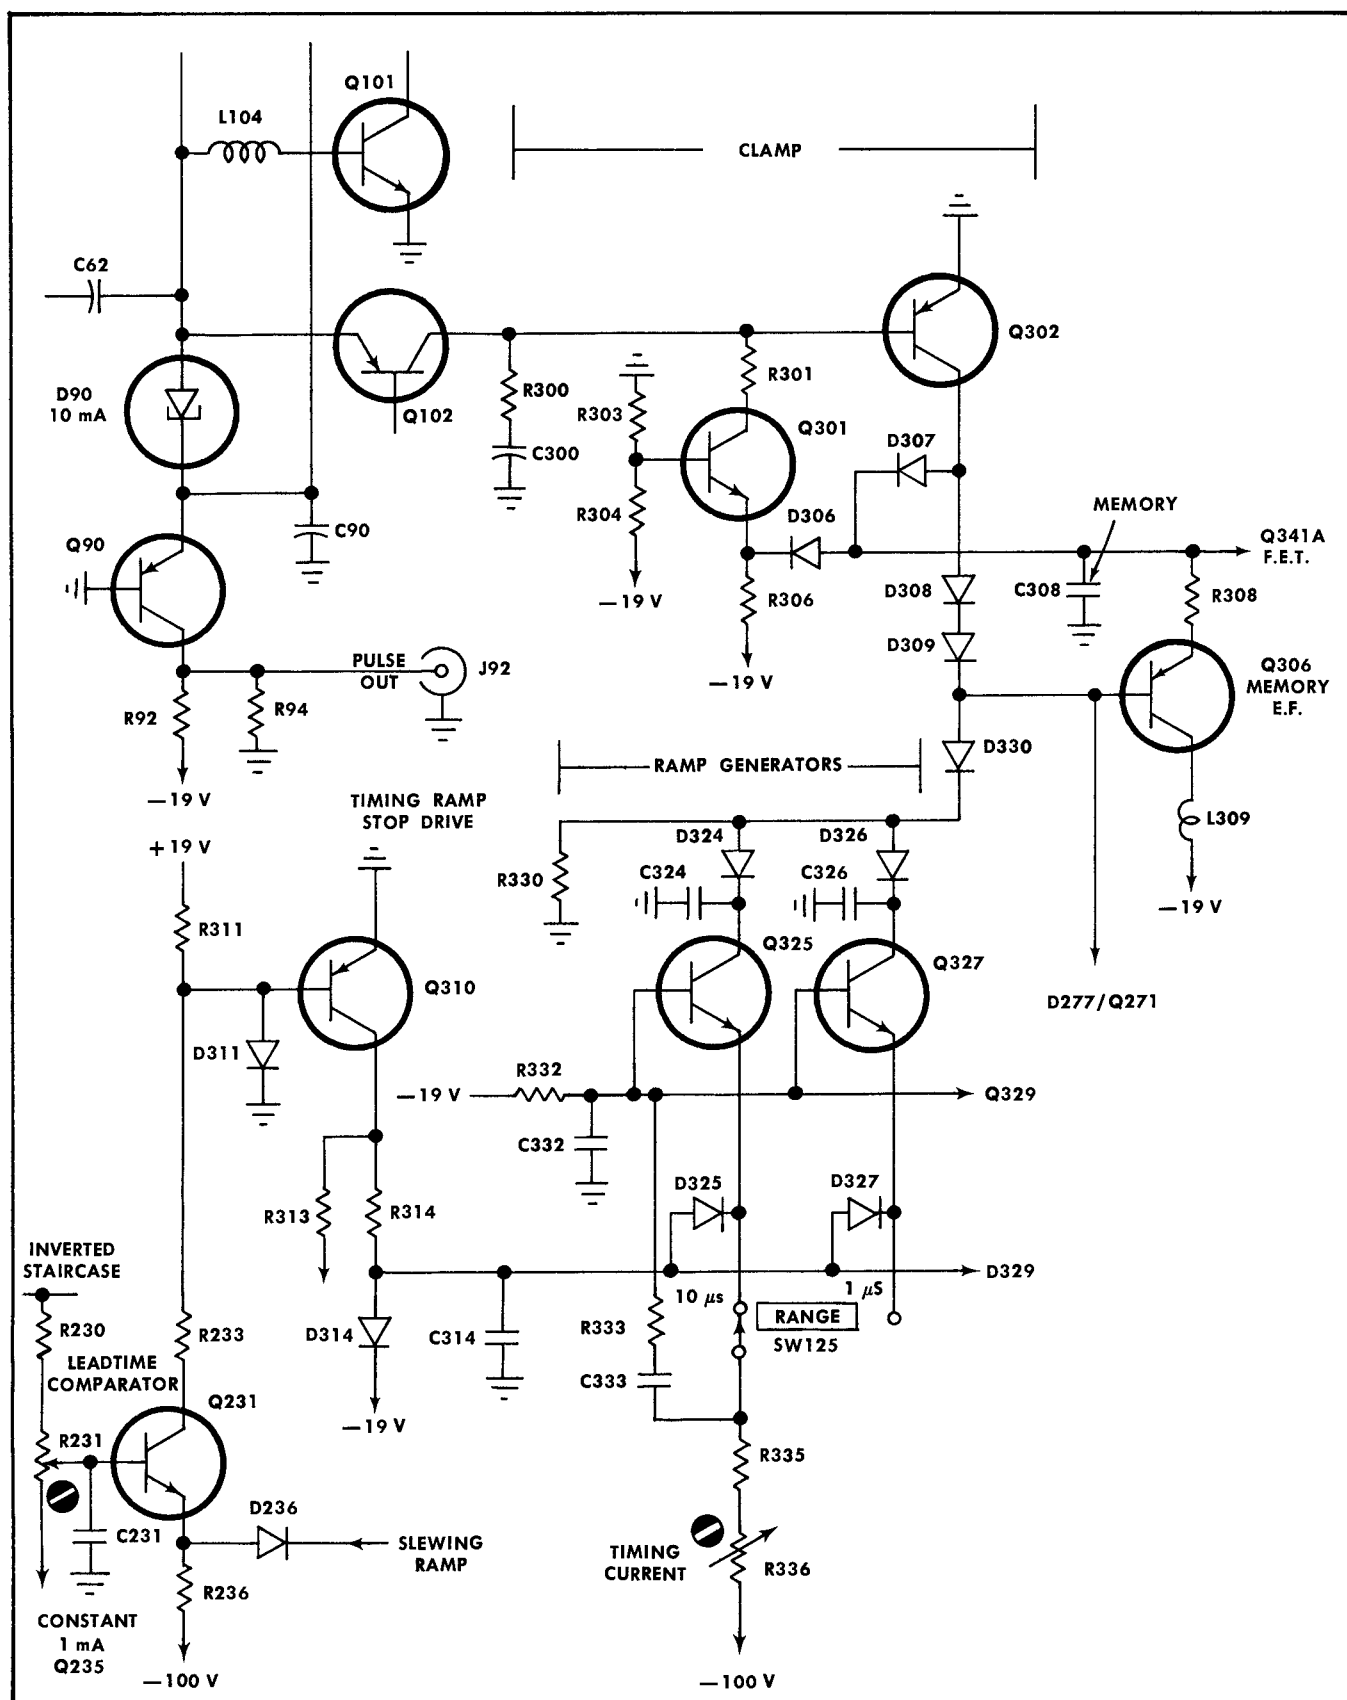 Q101
L104
CLAMP
C62
Q302
D90
10 mA
Q102
R300
R301
R303
Q301
C300
D307
R304
D306
MEMORY
Q341A
F.E.T.
C90
Q90
—19 V
R306
D308
C308
R308
D309
—19 V
Q306
MEMORY
E.F.
PULSE
OUT
J92
R92
R94
RAMP GENERATORS
D330
—19 V
TIMING RAMP
STOP DRIVE
L309
+19 V
D324
D326
R330
C324
C326
—19 V
R311
Q325
Q327
Q310
D277/Q271
D311
R332
—19 V
Q329
C332
D325
D327
R313
R314
INVERTED
STAIRCASE
D329
10 μs
1 μS
R230
R233
D314
C314
R333
RANGE
SW125
LEADTIME
COMPARATOR
C333
Q231
—19 V
R231
R335
D236
C231
SLEWING
RAMP
TIMING
CURRENT
R336
R236
CONSTANT
1 mA
Q235
—100 V
—100 V